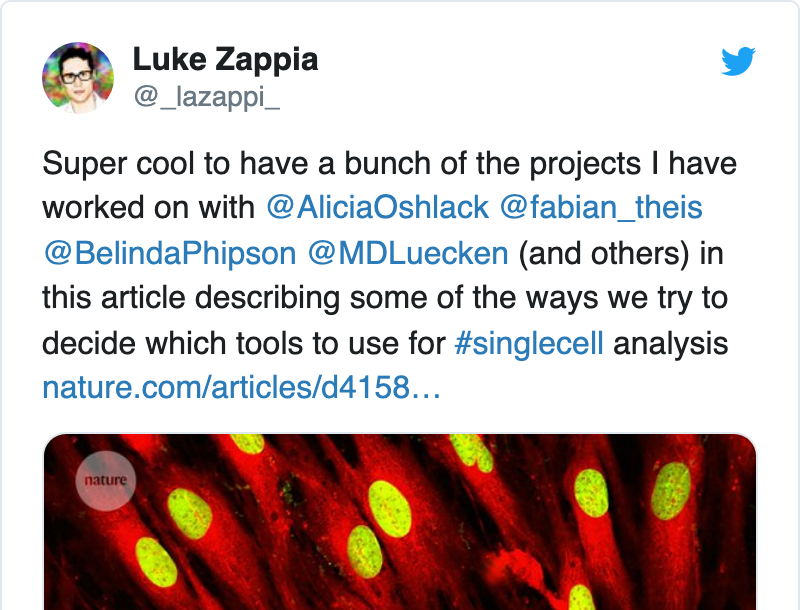 Luke Zappia
@_lazappi_
Super cool to have a bunch of the projects I have
worked on with @AliciaOshlack @fabian_theis
@BelindaPhipson @MDLuecken (and others) in
this article describing some of the ways we try to
decide which tools to use for #singlecell analysis
nature.com/articles/d4158…
nature